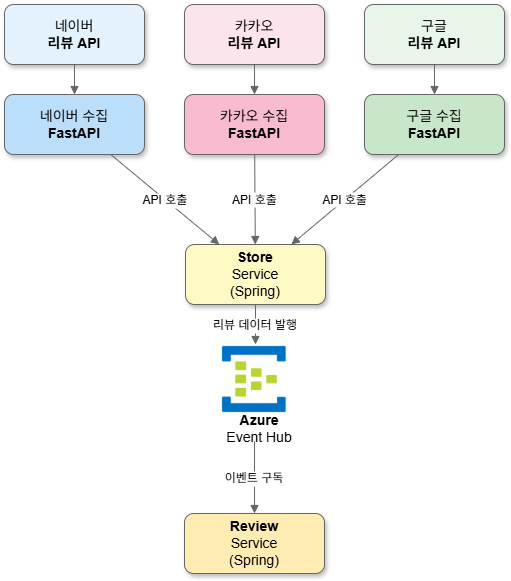 네이버
리뷰 API
카카오
리뷰 API
구글
리뷰 API
네이버 수집
FastAPI
카카오 수집
FastAPI
구글 수집
FastAPI
API 호출
API 호출
API 호출
Store
Service
(Spring)
리뷰 데이터 발행
Azure
Event Hub
이벤트 구독
Review
Service
(Spring)